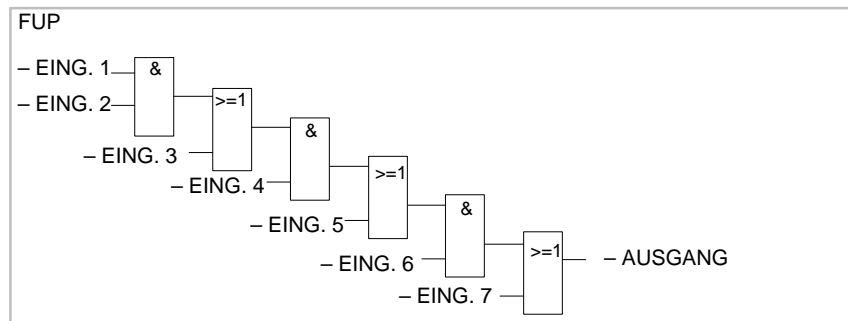 FUP
– EING. 1
&
– EING. 2
>=1
– EING. 3
&
– EING. 4
>=1
– EING. 5
&
– EING. 6
>=1
– AUSGANG
– EING. 7